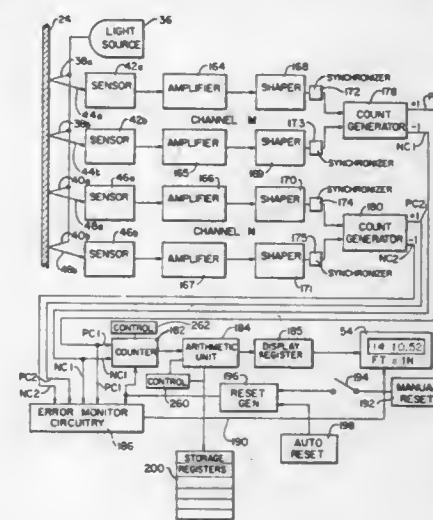 24
LIGHT
SOURCE
36
38a
SENSOR
42a
44a
AMPLIFIER
164
SHAPER
168
SYNCHRONIZER
172
COUNT
GENERATOR
178
+1
-1
NC1
CHANNEL M
38b
SENSOR
42b
44b
AMPLIFIER
165
SHAPER
169
173
SYNCHRONIZER
40a
SENSOR
46a
48a
AMPLIFIER
166
SHAPER
170
SYNCHRONIZER
174
COUNT
GENERATOR
180
PC2
+1
-1
NC2
CHANNEL N
40b
SENSOR
46b
48b
AMPLIFIER
167
SHAPER
171
175
SYNCHRONIZER
CONTROL
262
PC1
COUNTER
182
NC1
NC1
PC1
PC2
NC2
ARITHMETIC
UNIT
184
CONTROL
260
DISPLAY
REGISTER
185
54
14 10.52
FT = IN
196
RESET
GEN
194
192
MANUAL
RESET
ERROR MONITOR
CIRCUITRY
186
190
AUTO
RESET
198
STORAGE
REGISTERS
200